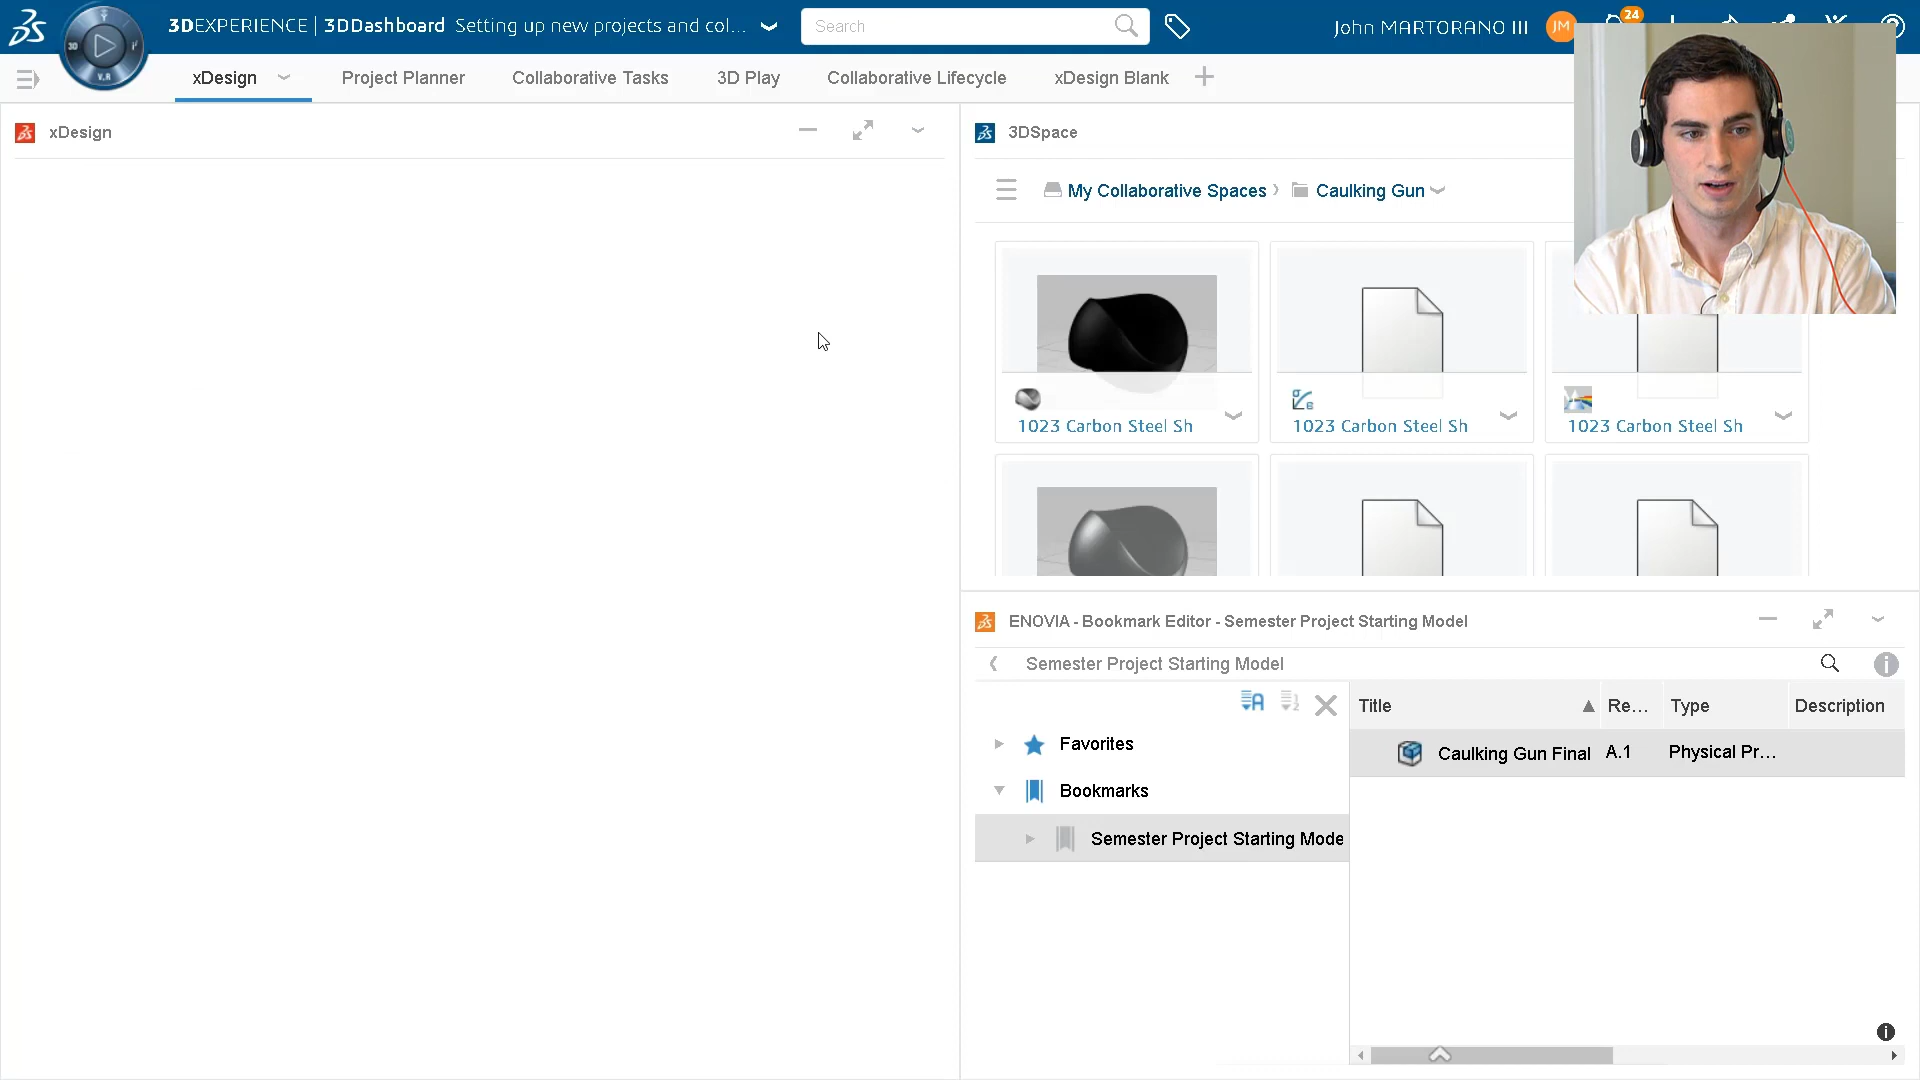 3DEXPERIENCE | 3DDashboard Setting up new projects and col...
Search
John MARTORANO III
JM
24
3D
V.R
xDesign
Project Planner
Collaborative Tasks
3D Play
Collaborative Lifecycle
xDesign Blank
xDesign
3DSpace
My Collaborative Spaces
Caulking Gun
1023 Carbon Steel Sh
1023 Carbon Steel Sh
1023 Carbon Steel Sh
ENOVIA - Bookmark Editor - Semester Project Starting Model
Semester Project Starting Model
Title
Re...
Type
Description
Favorites
Caulking Gun Final
A.1
Physical Pr...
Bookmarks
Semester Project Starting Mode